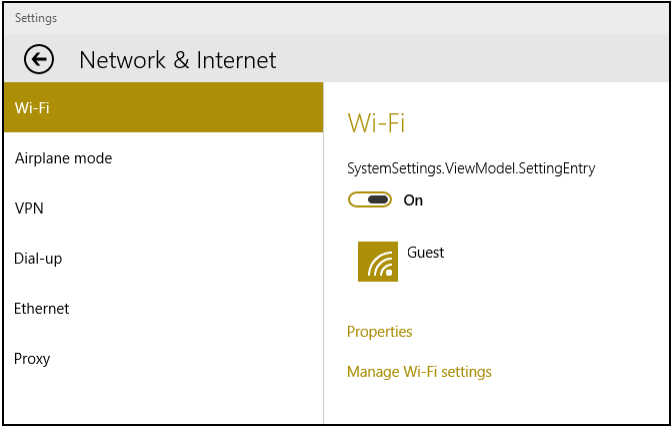 Settings
Network & Internet
Wi-Fi
Airplane mode
VPN
Dial-up
Ethernet
Proxy
Wi-Fi
SystemSettings.ViewModel.SettingEntry
On
Guest
Properties
Manage Wi-Fi settings